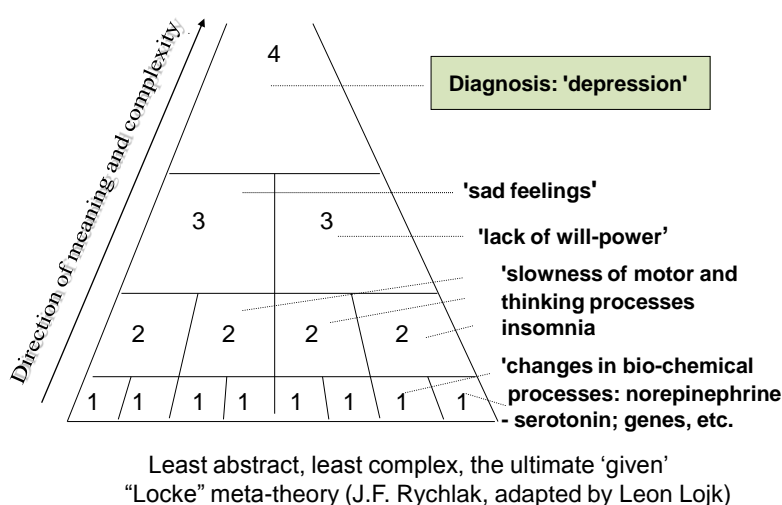 Direction of meaning and complexity
4
Diagnosis: 'depression'
'sad feelings'
3 3
'lack of will-power’
'slowness of motor and
thinking processes
insomnia
2 2 2 2
'changes in bio-chemical
processes: norepinephrine
- serotonin; genes, etc.
1 1 1 1 1 1 1 1
Least abstract, least complex, the ultimate ‘given’
“Locke” meta-theory (J.F. Rychlak, adapted by Leon Lojk)